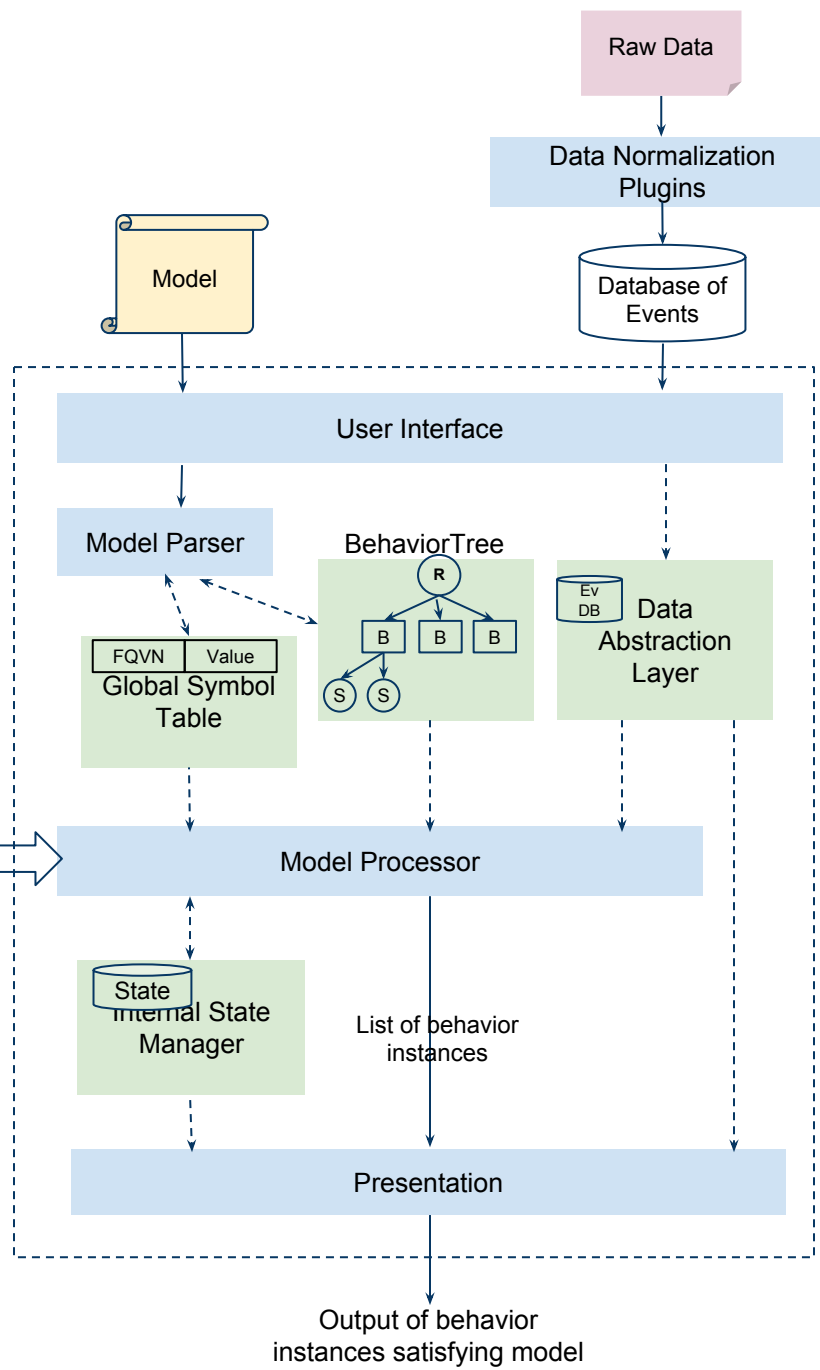 Raw Data
Data Normalization
Plugins
Model
Database of
Events
User Interface
Model Parser
BehaviorTree
R
B
B
B
S
S
Ev
DB
Data
Abstraction
Layer
FQVN
Value
Global Symbol
Table
Model Processor
State
Internal State
Manager
List of behavior
instances
Presentation
Output of behavior
instances satisfying model